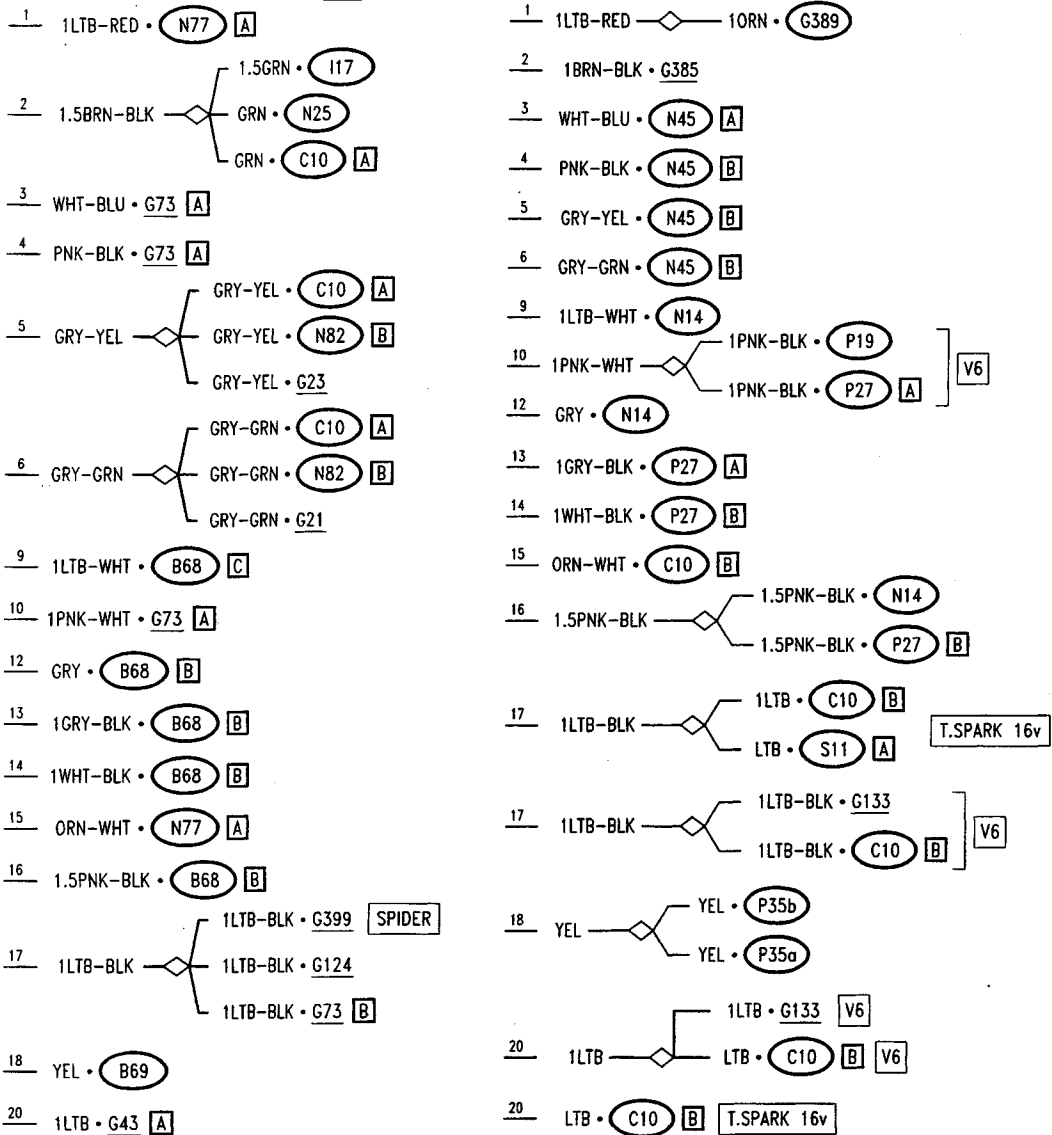 1 1LTB-RED • N77 A
1.5GRN • I17
2 1.5BRN-BLK GRN • N25
GRN • C10 A
3 WHT-BLU • G73 A
4 PNK-BLK • G73 A
GRY-YEL • C10 A
5 GRY-YEL GRY-YEL • N82 B
GRY-YEL • G23
GRY-GRN • C10 A
6 GRY-GRN GRY-GRN • N82 B
GRY-GRN • G21
9 1LTB-WHT • B68 C
10 1PNK-WHT • G73 A
12 GRY • B68 B
13 1GRY-BLK • B68 B
14 1WHT-BLK • B68 B
15 ORN-WHT • N77 A
16 1.5PNK-BLK • B68 B
1LTB-BLK • G399 SPIDER
17 1LTB-BLK 1LTB-BLK • G124
1LTB-BLK • G73 B
18 YEL • B69
20 1LTB • G43 A
1 1LTB-RED 1ORN • G389
2 1BRN-BLK • G385
3 WHT-BLU • N45 A
4 PNK-BLK • N45 B
5 GRY-YEL • N45 B
6 GRY-GRN • N45 B
9 1LTB-WHT • N14
1PNK-BLK • P19
10 1PNK-WHT V6
1PNK-BLK • P27 A
12 GRY • N14
13 1GRY-BLK • P27 A
14 1WHT-BLK • P27 B
15 ORN-WHT • C10 B
1.5PNK-BLK • N14
16 1.5PNK-BLK
1.5PNK-BLK • P27 B
1LTB • C10 B
17 1LTB-BLK T.SPARK 16v
LTB • S11 A
1LTB-BLK • G133
17 1LTB-BLK V6
1LTB-BLK • C10 B
YEL • P35b
18 YEL
YEL • P35a
1LTB • G133 V6
20 1LTB LTB • C10 B V6
20 LTB • C10 B T.SPARK 16v